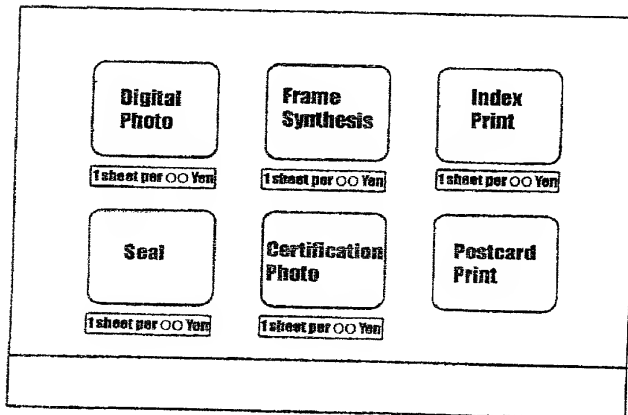 Digital
Photo
Frame
Synthesis
Index
Print
1 sheet per ○○ Yen
1 sheet per ○○ Yen
1 sheet per ○○ Yen
Seal
Certification
Photo
Postcard
Print
1 sheet per ○○ Yen
1 sheet per ○○ Yen